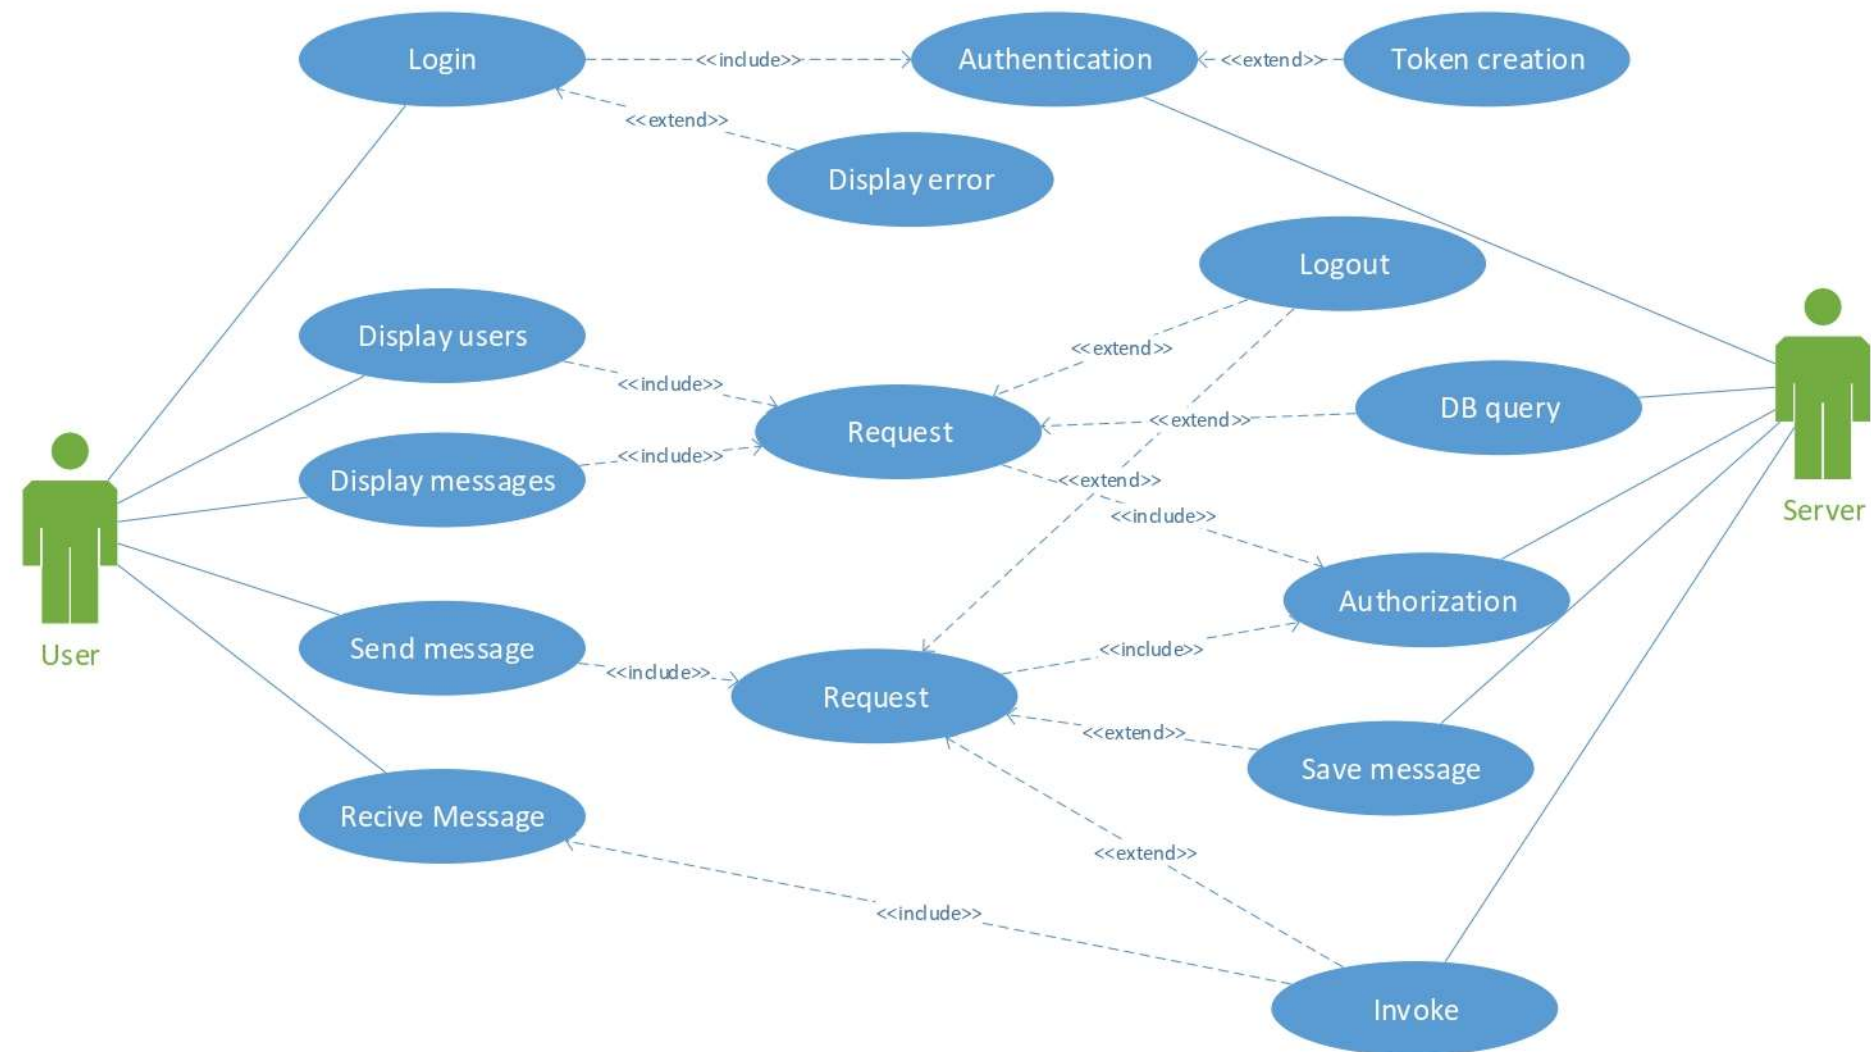 Login
<<include>>
Authentication
<<extend>>
Token creation
<<extend>>
Display error
Logout
Display users
<<extend>>
<<include>>
DB query
Request
<<extend>>
<<include>>
Display messages
<<extend>>
Server
<<include>>
Authorization
Send message
User
<<include>>
<<include>>
Request
<<extend>>
Save message
Recive Message
<<extend>>
<<include>>
Invoke